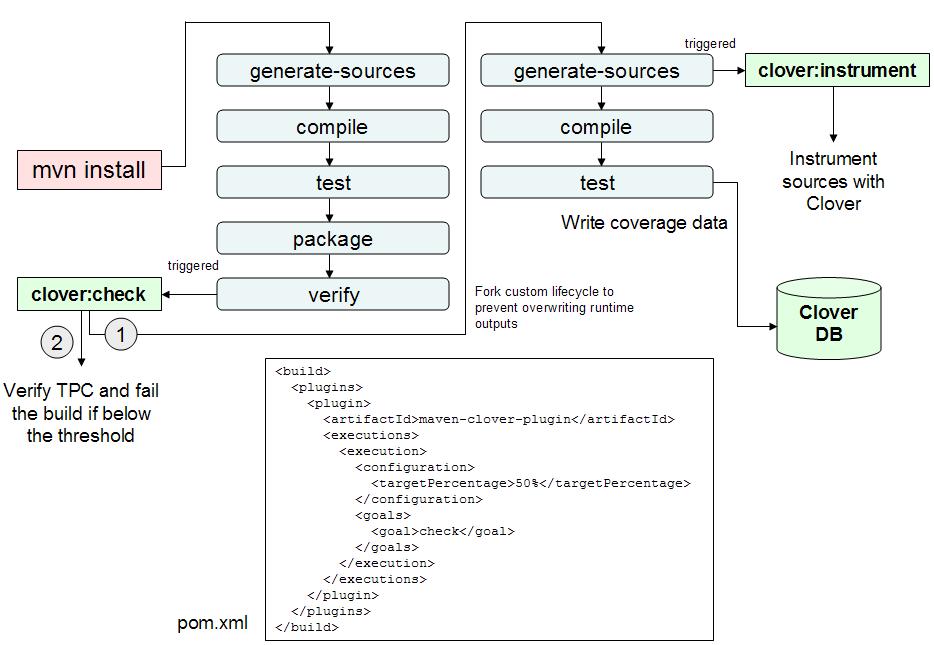 triggered
generate-sources
generate-sources
clover:instrument
compile
compile
mvn install
test
test
Instrument
sources with
Clover
package
Write coverage data
triggered
clover:check
verify
Fork custom lifecycle to
prevent overwriting runtime
outputs
Clover
DB
1
2
Verify TPC and fail
the build if below
the threshold
<build>
  <plugins>
    <plugin>
      <artifactId>maven-clover-plugin</artifactId>
      <executions>
        <execution>
          <configuration>
            <targetPercentage>50%</targetPercentage>
          </configuration>
          <goals>
            <goal>check</goal>
          </goals>
        </execution>
      </executions>
    </plugin>
  </plugins>
</build>
pom.xml